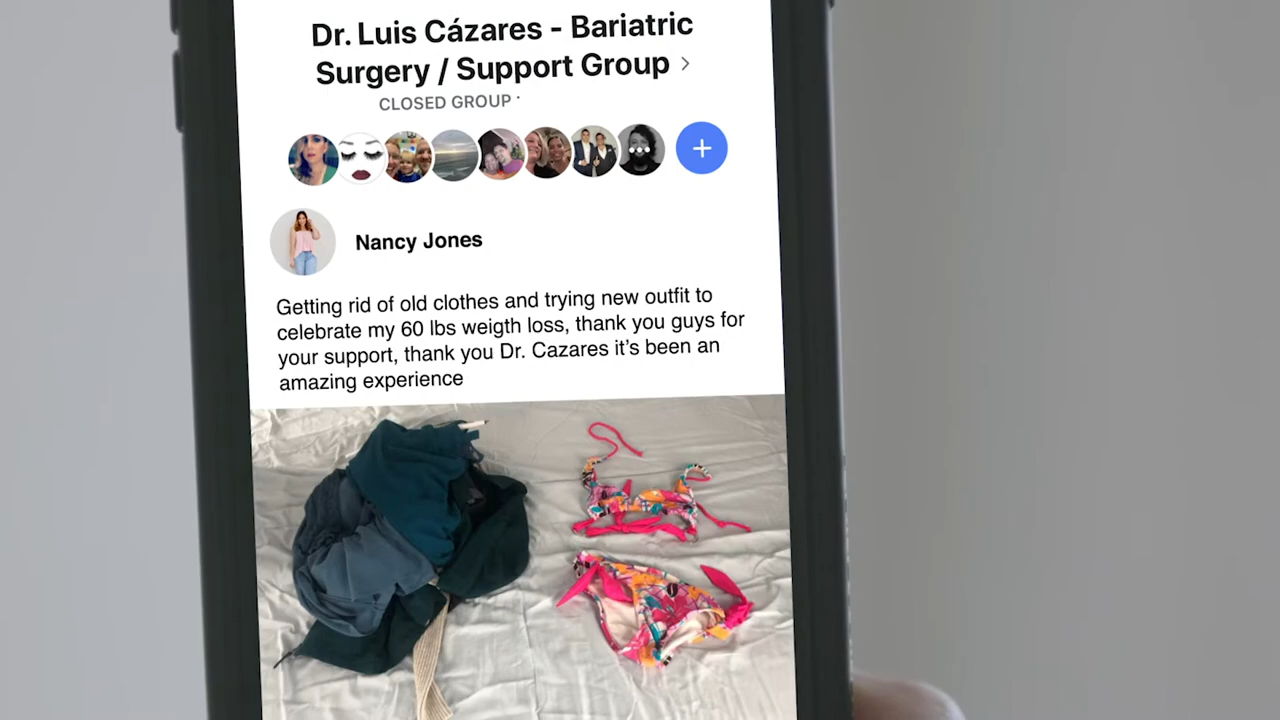 Dr. Luis Cázares - Bariatric
Surgery / Support Group >
CLOSED GROUP ·
Nancy Jones
Getting rid of old clothes and trying new outfit to
celebrate my 60 lbs weigth loss, thank you guys for
your support, thank you Dr. Cazares it’s been an
amazing experience